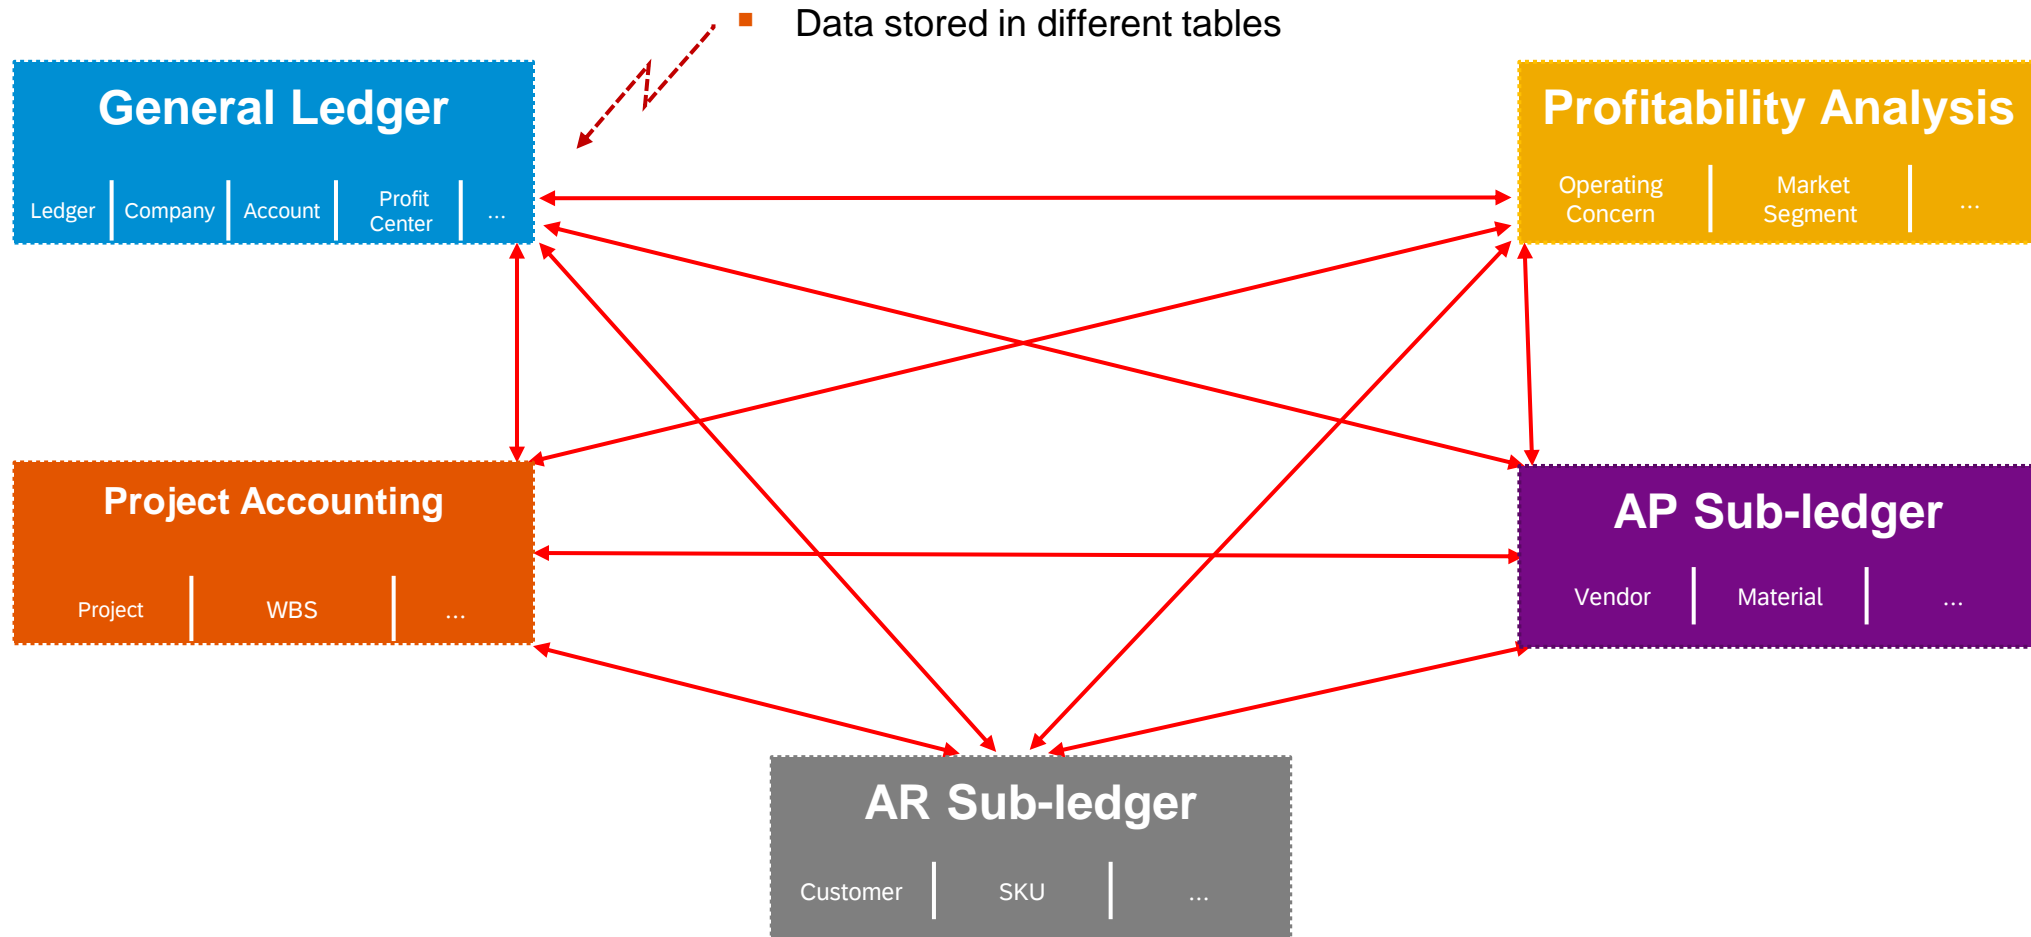 ▪ Data stored in different tables
General Ledger
Ledger
Company
Account
Profit
Center
...
Profitability Analysis
Operating
Concern
Market
Segment
...
Project Accounting
Project
WBS
...
AP Sub-ledger
Vendor
Material
...
AR Sub-ledger
Customer
SKU
...